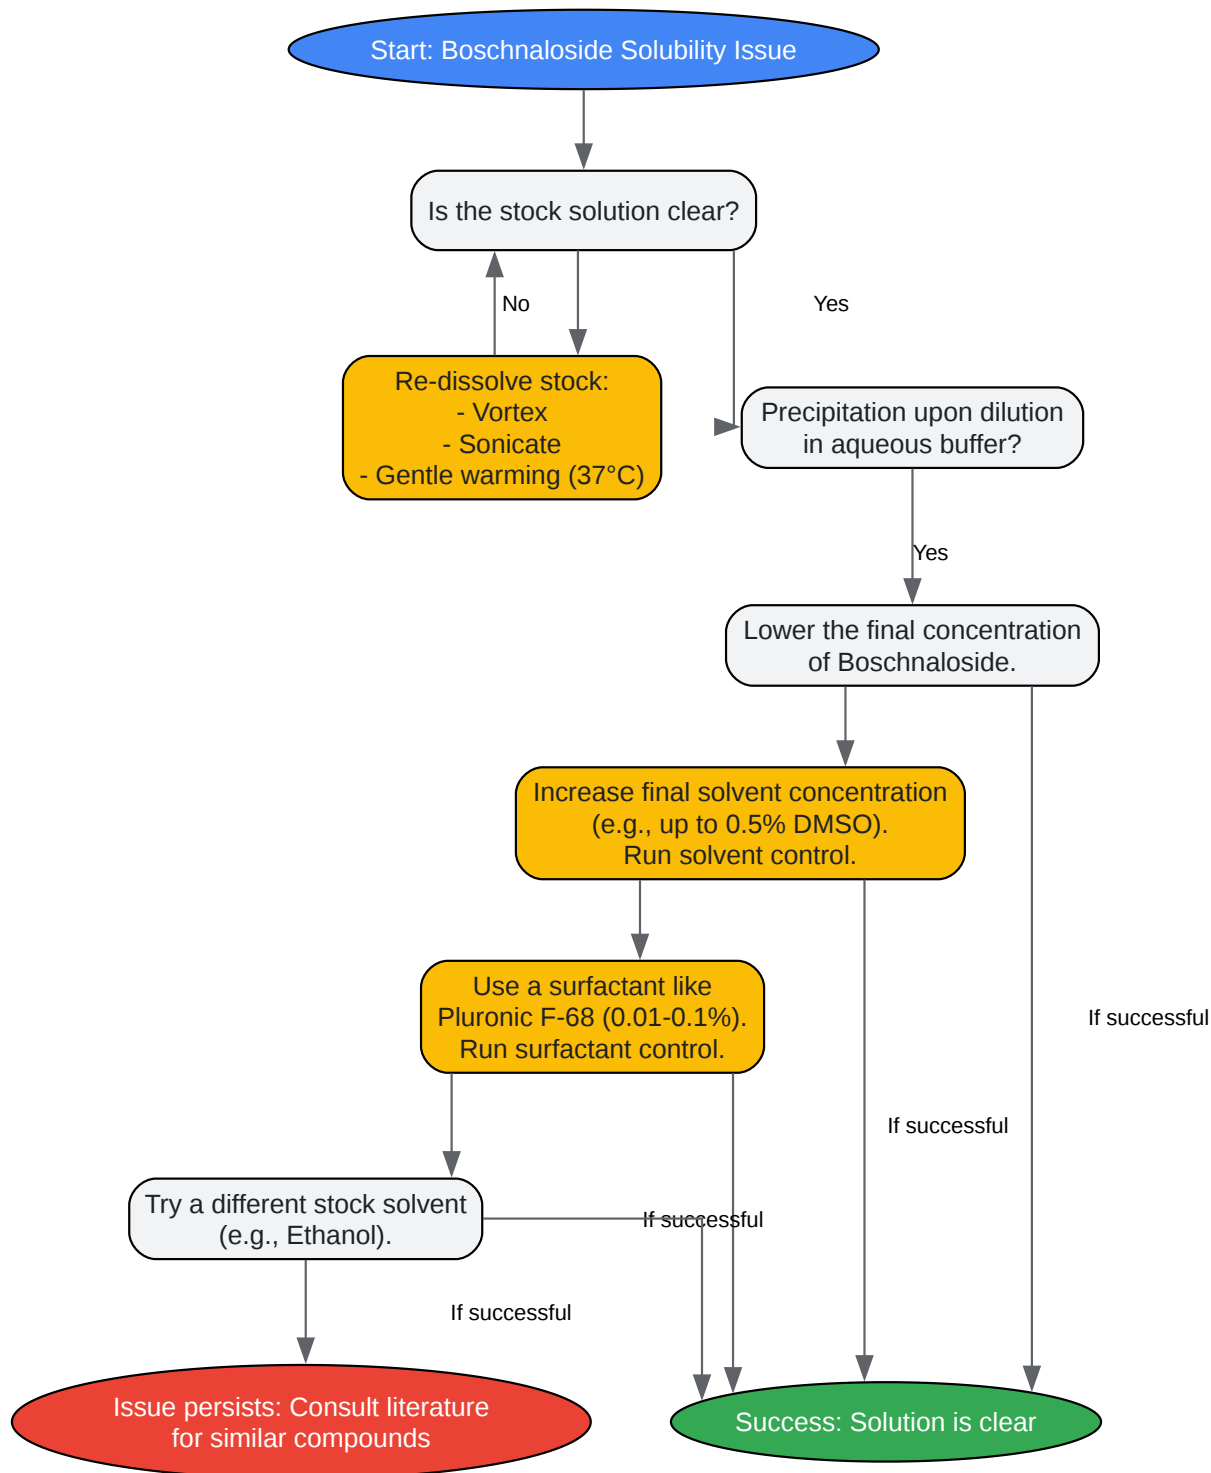 Start: Boschnaloside Solubility Issue
Is the stock solution clear?
No
Yes
Re-dissolve stock:
- Vortex
- Sonicate
- Gentle warming (37°C)
Precipitation upon dilution
in aqueous buffer?
Yes
Lower the final concentration
of Boschnaloside.
Increase final solvent concentration
(e.g., up to 0.5% DMSO).
Run solvent control.
Use a surfactant like
Pluronic F-68 (0.01-0.1%).
Run surfactant control.
If successful
If successful
Try a different stock solvent
(e.g., Ethanol).
If successful
If successful
Issue persists: Consult literature
for similar compounds
Success: Solution is clear